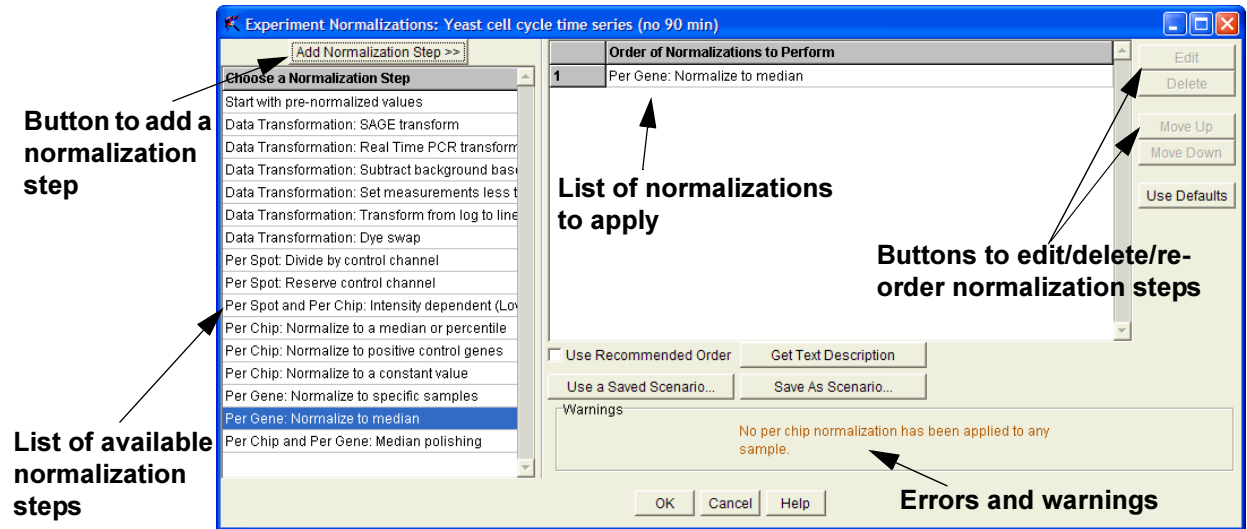 Experiment Normalizations: Yeast cell cycle time series (no 90 min)
Add Normalization Step >>
Choose a Normalization Step
Start with pre-normalized values
Data Transformation: SAGE transform
Data Transformation: Real Time PCR transform
Data Transformation: Subtract background bas
Data Transformation: Set measurements less t
Data Transformation: Transform from log to line
Data Transformation: Dye swap
Per Spot: Divide by control channel
Per Spot: Reserve control channel
Per Spot and Per Chip: Intensity dependent (Lo
Per Chip: Normalize to a median or percentile
Per Chip: Normalize to positive control genes
Per Chip: Normalize to a constant value
Per Gene: Normalize to specific samples
Per Gene: Normalize to median
Per Chip and Per Gene: Median polishing
Order of Normalizations to Perform
1 Per Gene: Normalize to median
Edit
Delete
Move Up
Move Down
Use Defaults
Use Recommended Order
Get Text Description
Use a Saved Scenario...
Save As Scenario...
Warnings
No per chip normalization has been applied to any
sample.
OK
Cancel
Help
Button to add a
normalization
step
List of available
normalization
steps
List of normalizations
to apply
Buttons to edit/delete/re-
order normalization steps
Errors and warnings